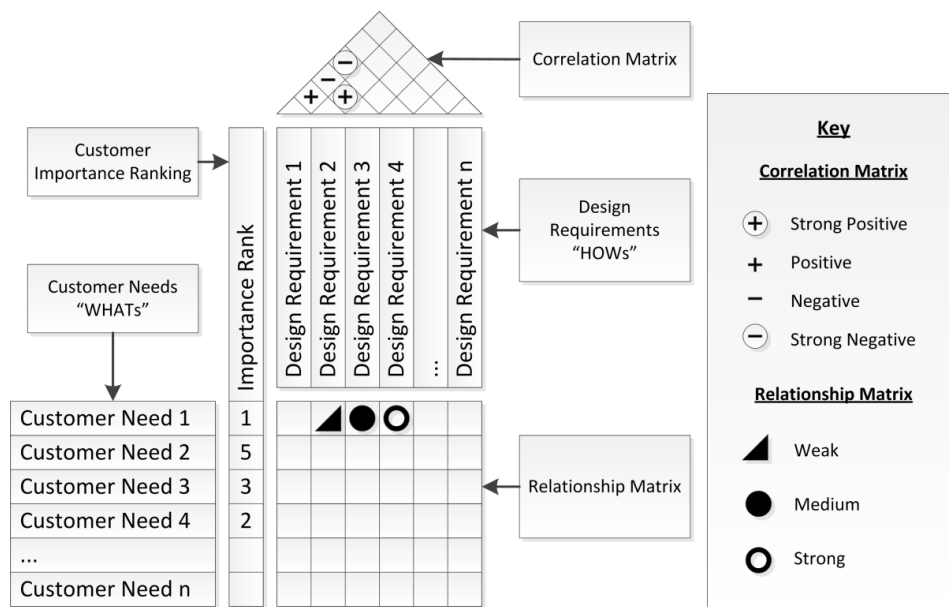 Correlation Matrix
Customer
Importance Ranking
Customer Needs
“WHATs”
Importance Rank
Design Requirement 1
Design Requirement 2
Design Requirement 3
Design Requirement 4
...
Design Requirement n
Design
Requirements
“HOWs”
Customer Need 1
1
Customer Need 2
5
Customer Need 3
3
Customer Need 4
2
...
Customer Need n
Relationship Matrix
Key
Correlation Matrix
+ Strong Positive
+ Positive
− Negative
− Strong Negative
Relationship Matrix
Weak
Medium
Strong